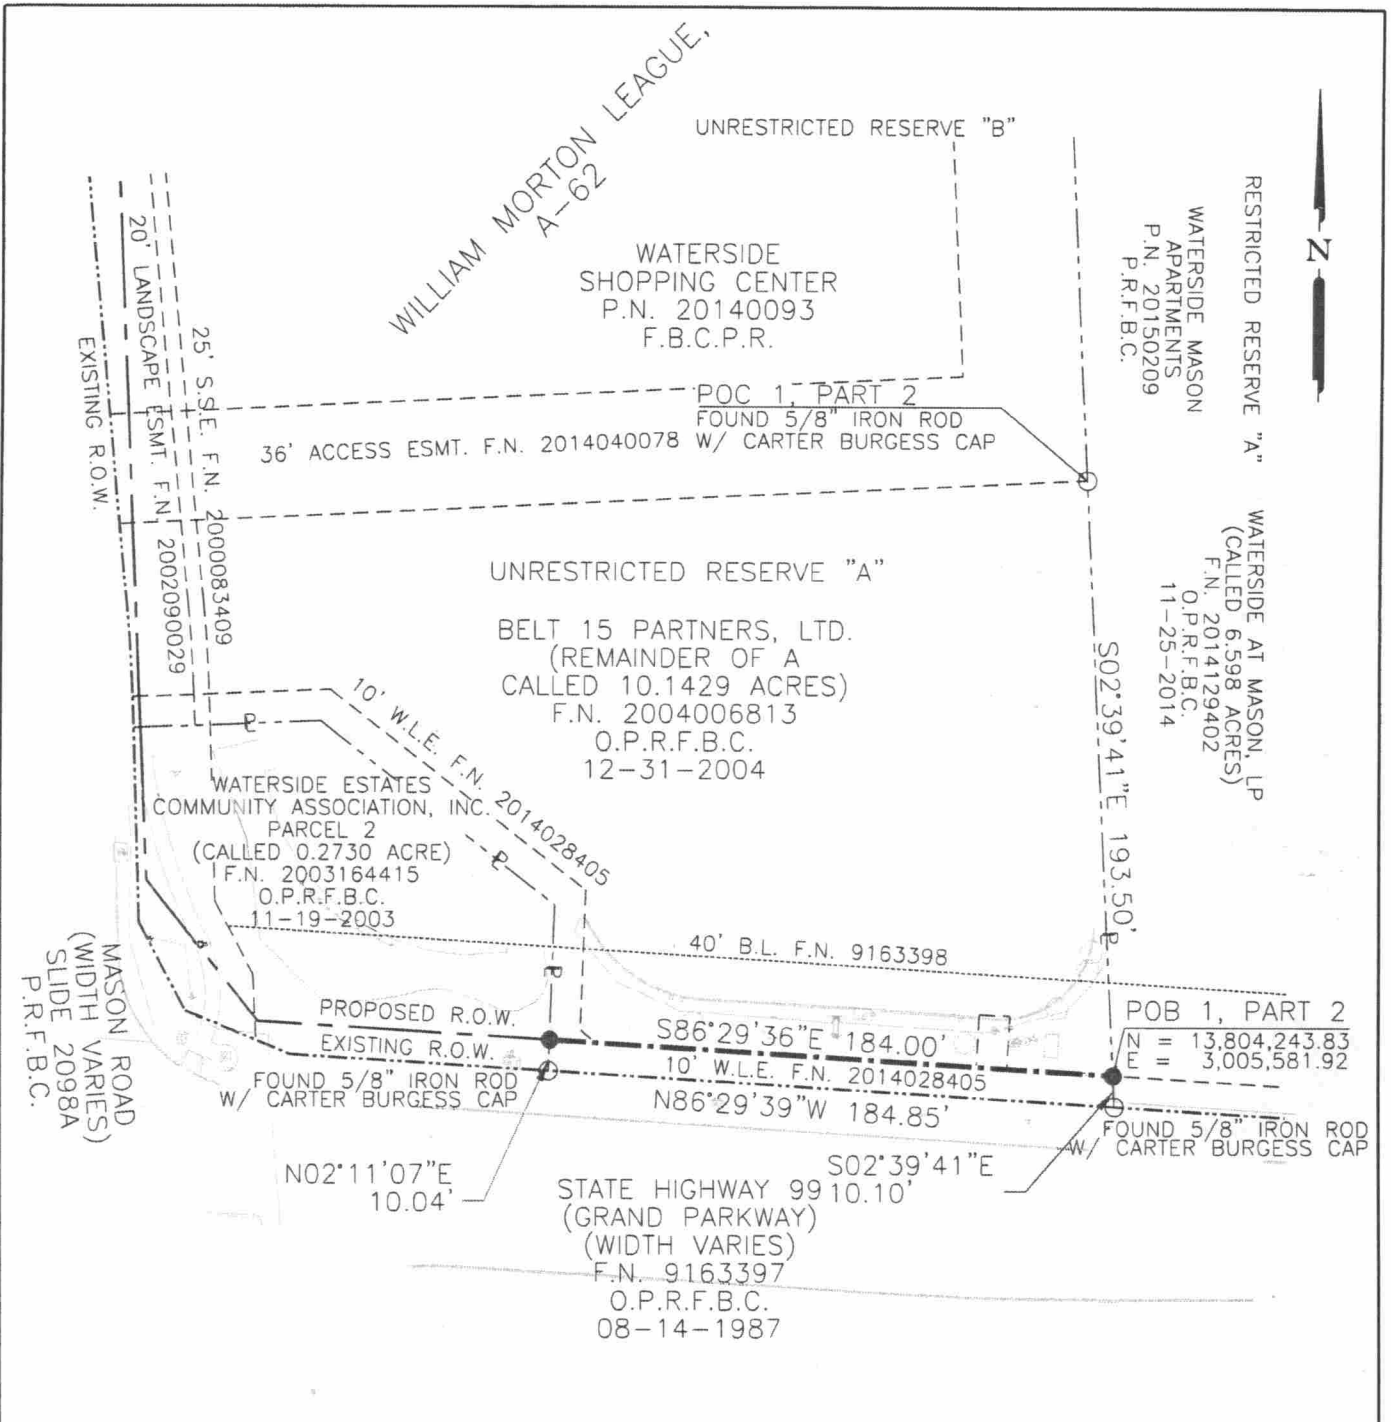 WILLIAM MORTON LEAGUE,
A-62
UNRESTRICTED RESERVE "B"
WATERSIDE
SHOPPING CENTER
P.N. 20140093
F.B.C.P.R.
RESTRICTED RESERVE "A"
WATERSIDE MASON
APARTMENTS
P.N. 20150209
P.R.F.B.C.
N
20' LANDSCAPE ESMT. F.N. 2002090029
25' S.S.E. F.N. 2000083409
EXISTING R.O.W.
POC 1, PART 2
FOUND 5/8" IRON ROD
W/ CARTER BURGESS CAP
36' ACCESS ESMT. F.N. 2014040078
WATERSIDE AT MASON, LP
(CALLED 6.598 ACRES)
F.N. 2014129402
O.P.R.F.B.C.
11-25-2014
UNRESTRICTED RESERVE "A"
BELT 15 PARTNERS, LTD.
(REMAINDER OF A
CALLED 10.1429 ACRES)
F.N. 2004006813
O.P.R.F.B.C.
12-31-2004
S02°39'41"E 193.50'
10' W.L.E. F.N. 2014028405
WATERSIDE ESTATES
COMMUNITY ASSOCIATION, INC.
PARCEL 2
(CALLED 0.2730 ACRE)
F.N. 2003164415
O.P.R.F.B.C.
11-19-2003
40' B.L. F.N. 9163398
MASON ROAD
(WIDTH VARIES)
SLIDE 2098A
P.R.F.B.C.
PROPOSED R.O.W.
EXISTING R.O.W.
S86°29'36"E 184.00'
10' W.L.E. F.N. 2014028405
N86°29'39"W 184.85'
POB 1, PART 2
N = 13,804,243.83
E = 3,005,581.92
FOUND 5/8" IRON ROD
W/ CARTER BURGESS CAP
FOUND 5/8" IRON ROD
W/ CARTER BURGESS CAP
N02°11'07"E
10.04'
S02°39'41"E
10.10'
STATE HIGHWAY 99
(GRAND PARKWAY)
(WIDTH VARIES)
F.N. 9163397
O.P.R.F.B.C.
08-14-1987